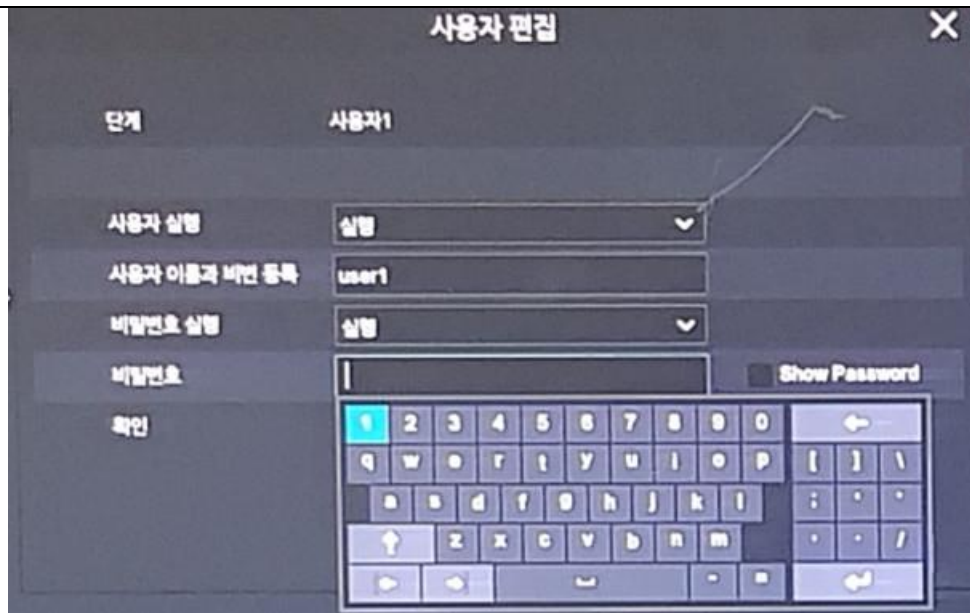 사용자 편집
단계 사용자1
사용자 실행 실행
사용자 이름과 비번 등록 user1
비밀번호 실행 실행
비밀번호 Show Password
확인
1 2 3 4 5 6 7 8 9 0
q w e r t y u i o p [ ] \
a s d f g h j k l ;
z x c v b n m /